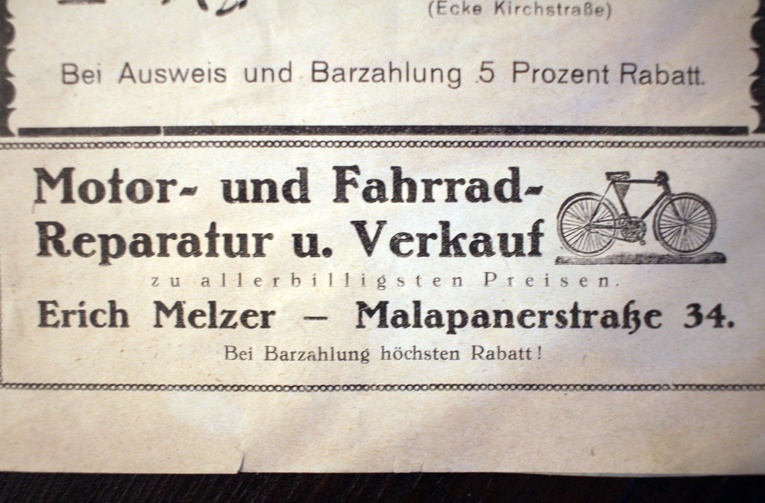 (Ecke Kirchstraße)
Bei Ausweis und Barzahlung 5 Prozent Rabatt.
Motor- und Fahrrad-
Reparatur u. Verkauf
zu allerbilligsten Preisen.
Erich Melzer — Malapanerstraße 34.
Bei Barzahlung höchsten Rabatt!